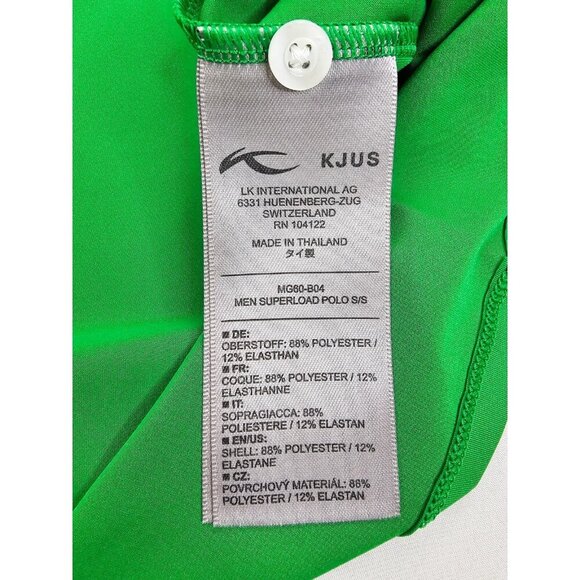 KJUS
LK INTERNATIONAL AG
6331 HUENENBERG-ZUG
SWITZERLAND
RN 104122
MADE IN THAILAND
タイ製
MG60-B04
MEN SUPERLOAD POLO S/S
■ DE:
OBERSTOFF: 88% POLYESTER /
12% ELASTHAN
■ FR:
COQUE: 88% POLYESTER / 12%
ELASTHANNE
■ IT:
SOPRAGIACCA: 88%
POLIESTERE / 12% ELASTAN
■ EN/US:
SHELL: 88% POLYESTER / 12%
ELASTANE
■ CZ:
POVRCHOVÝ MATERIÁL: 88%
POLYESTER / 12% ELASTAN